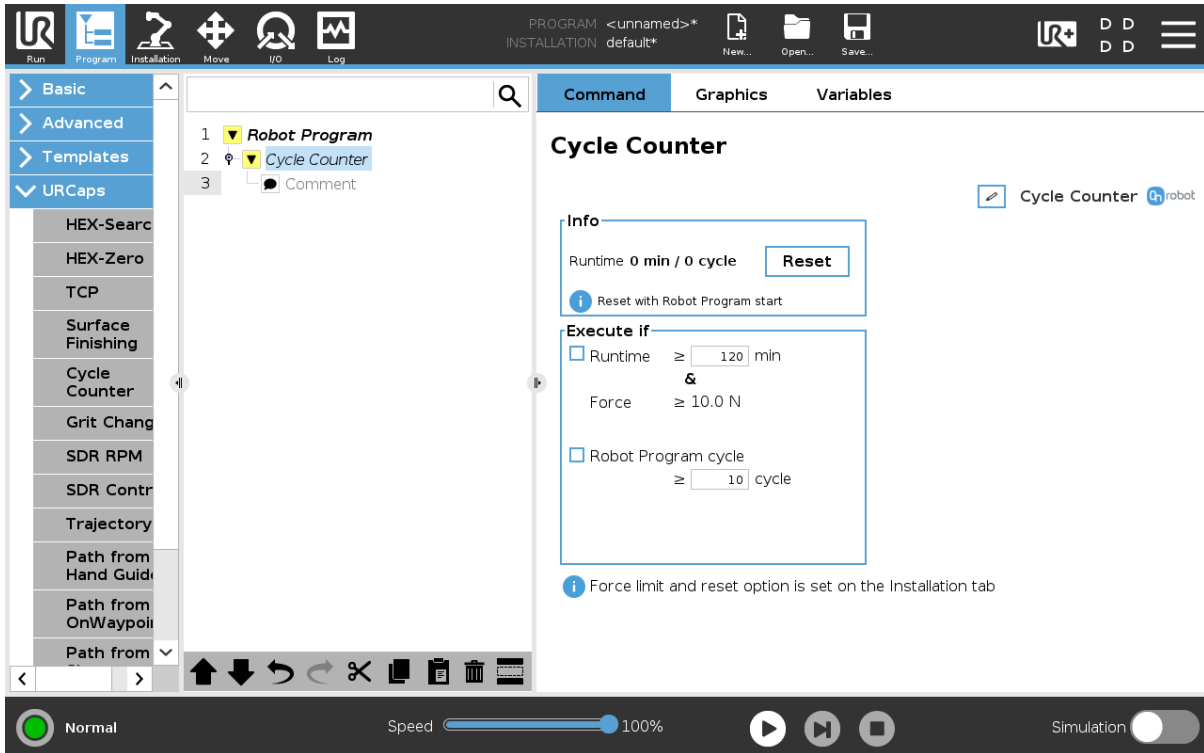 PROGRAM <unnamed>*
INSTALLATION default*
New...
Open...
Save...
UR
UR+
D D
D D
Run
Program
Installation
Move
I/O
Log
Basic
Advanced
Templates
URCaps
HEX-Searc
HEX-Zero
TCP
Surface
Finishing
Cycle
Counter
Grit Chang
SDR RPM
SDR Contr
Trajectory
Path from
Hand Guid
Path from
OnWaypoi
Path from
1 Robot Program
2 Cycle Counter
3 Comment
Command Graphics Variables
Cycle Counter
Cycle Counter On robot
Info
Runtime 0 min / 0 cycle Reset
Reset with Robot Program start
Execute if
Runtime ≥ 120 min
&
Force ≥ 10.0 N
Robot Program cycle
≥ 10 cycle
Force limit and reset option is set on the Installation tab
Normal
Speed 100%
Simulation